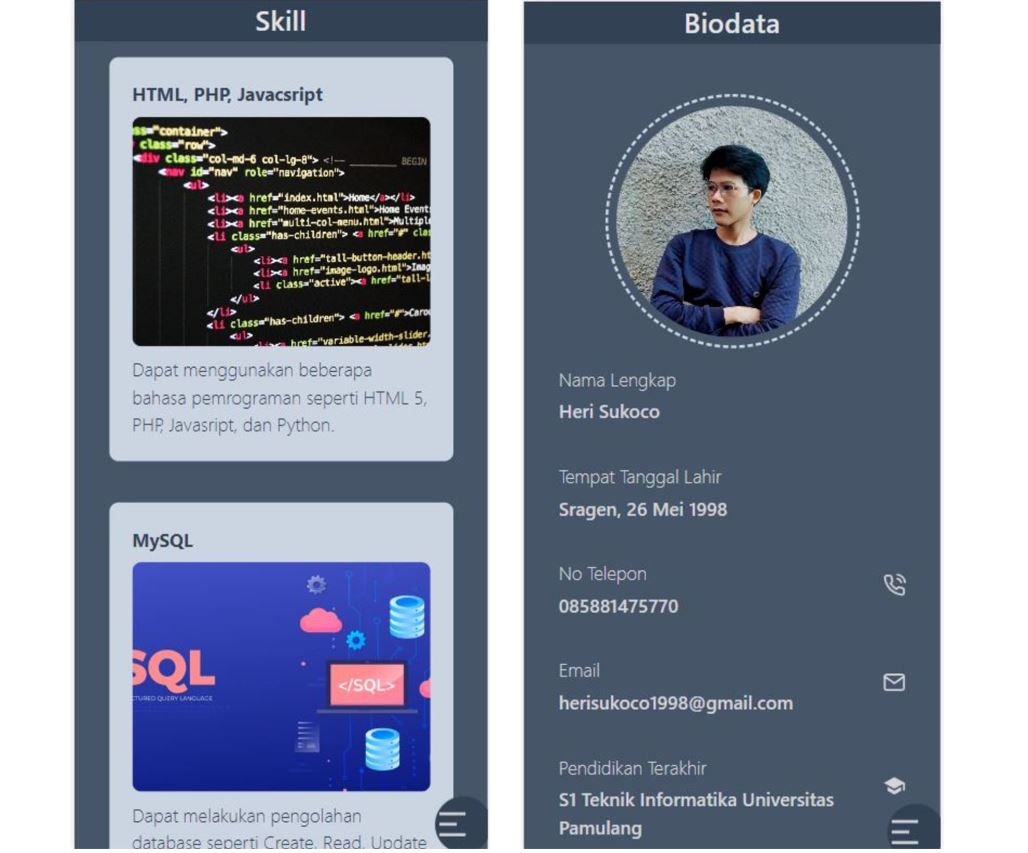 Skill
HTML, PHP, Javacsript
ss="container">
class="row">
<div class="col-md-6 col-lg-8"> <!-- BEGIN
<nav id="nav" role="navigation">
<ul>
<li><a href="index.html">Home</a></li>
<li><a href="home-events.html">Home Event
<li><a href="multi-col-menu.html">Multipl
<li class="has-children"> <a href="#" clas
<ul>
<li><a href="tall-button-header.ht
<li><a href="image-logo.html">Imag
<li class="active"><a href="tall-l
</ul>
</li>
<li class="has-children"> <a href="#">Carou
<ul>
<li><a href="variable-width-slider.
Dapat menggunakan beberapa
bahasa pemrograman seperti HTML 5,
PHP, Javasript, dan Python.
MySQL
SQL
CTURED QUERY LANGUAGE
</SQL>
Dapat melakukan pengolahan
database seperti Create, Read, Update
Biodata
Nama Lengkap
Heri Sukoco
Tempat Tanggal Lahir
Sragen, 26 Mei 1998
No Telepon
085881475770
Email
herisukoco1998@gmail.com
Pendidikan Terakhir
S1 Teknik Informatika Universitas
Pamulang